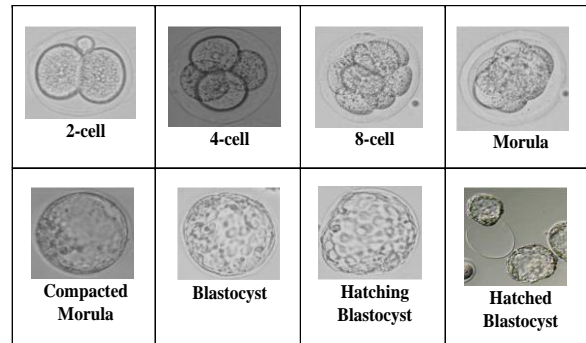 2-cell
4-cell
8-cell
Morula
Compacted
Morula
Blastocyst
Hatching
Blastocyst
Hatched
Blastocyst